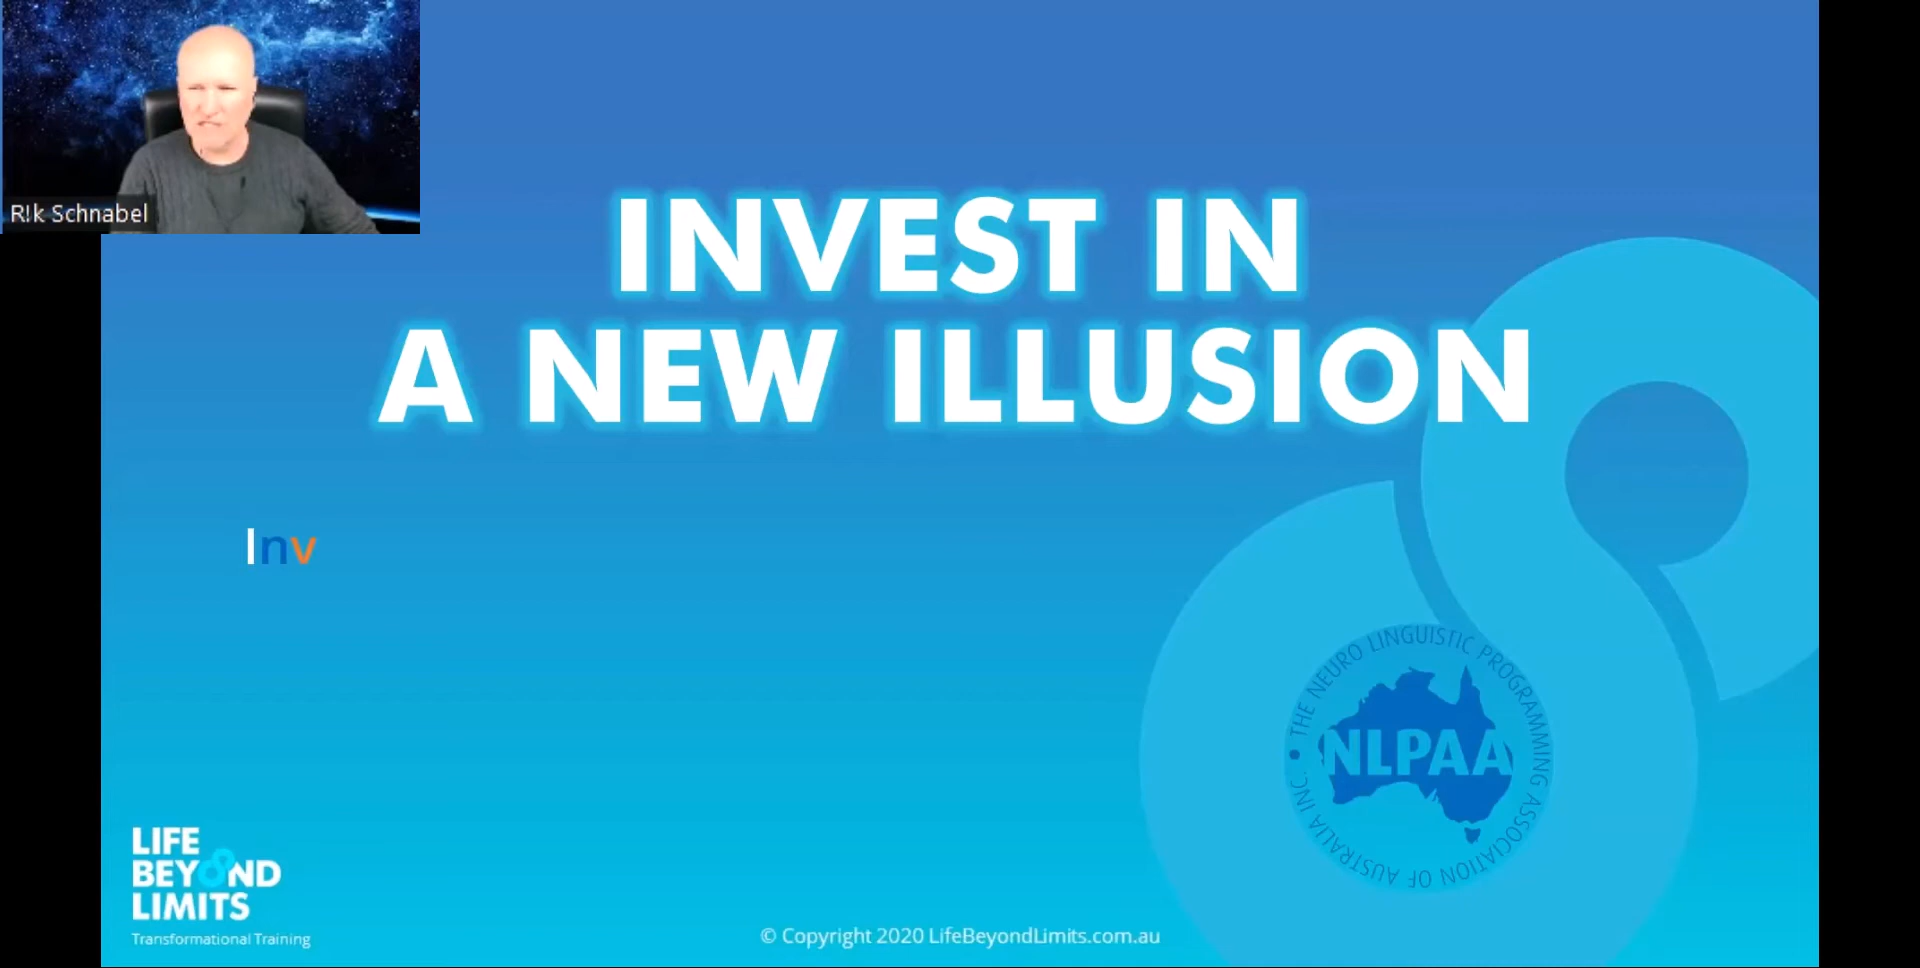 R!k Schnabel
INVEST IN
A NEW ILLUSION
Inv
• THE NEURO LINGUISTIC PROGRAMMING ASSOCIATION OF AUSTRALIA INC.
NLPAA
LIFE
BEYOND
LIMITS
Transformational Training
© Copyright 2020 LifeBeyondLimits.com.au